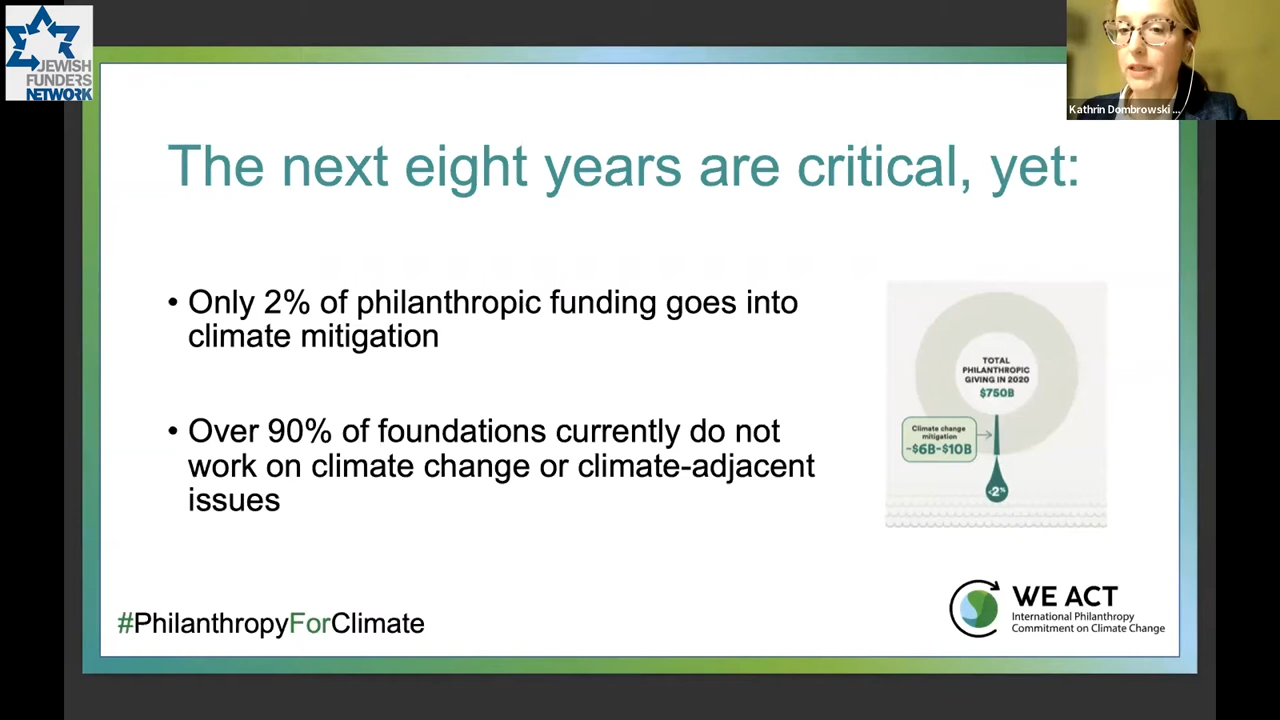 JEWISH
FUNDERS
NETWORK
Kathrin Dombrowski ...
The next eight years are critical, yet:
• Only 2% of philanthropic funding goes into
climate mitigation
• Over 90% of foundations currently do not
work on climate change or climate-adjacent
issues
TOTAL
PHILANTHROPIC
GIVING IN 2020
$750B
Climate change
mitigation
~$6B–$10B
<2%
#PhilanthropyForClimate
WE ACT
International Philanthropy
Commitment on Climate Change